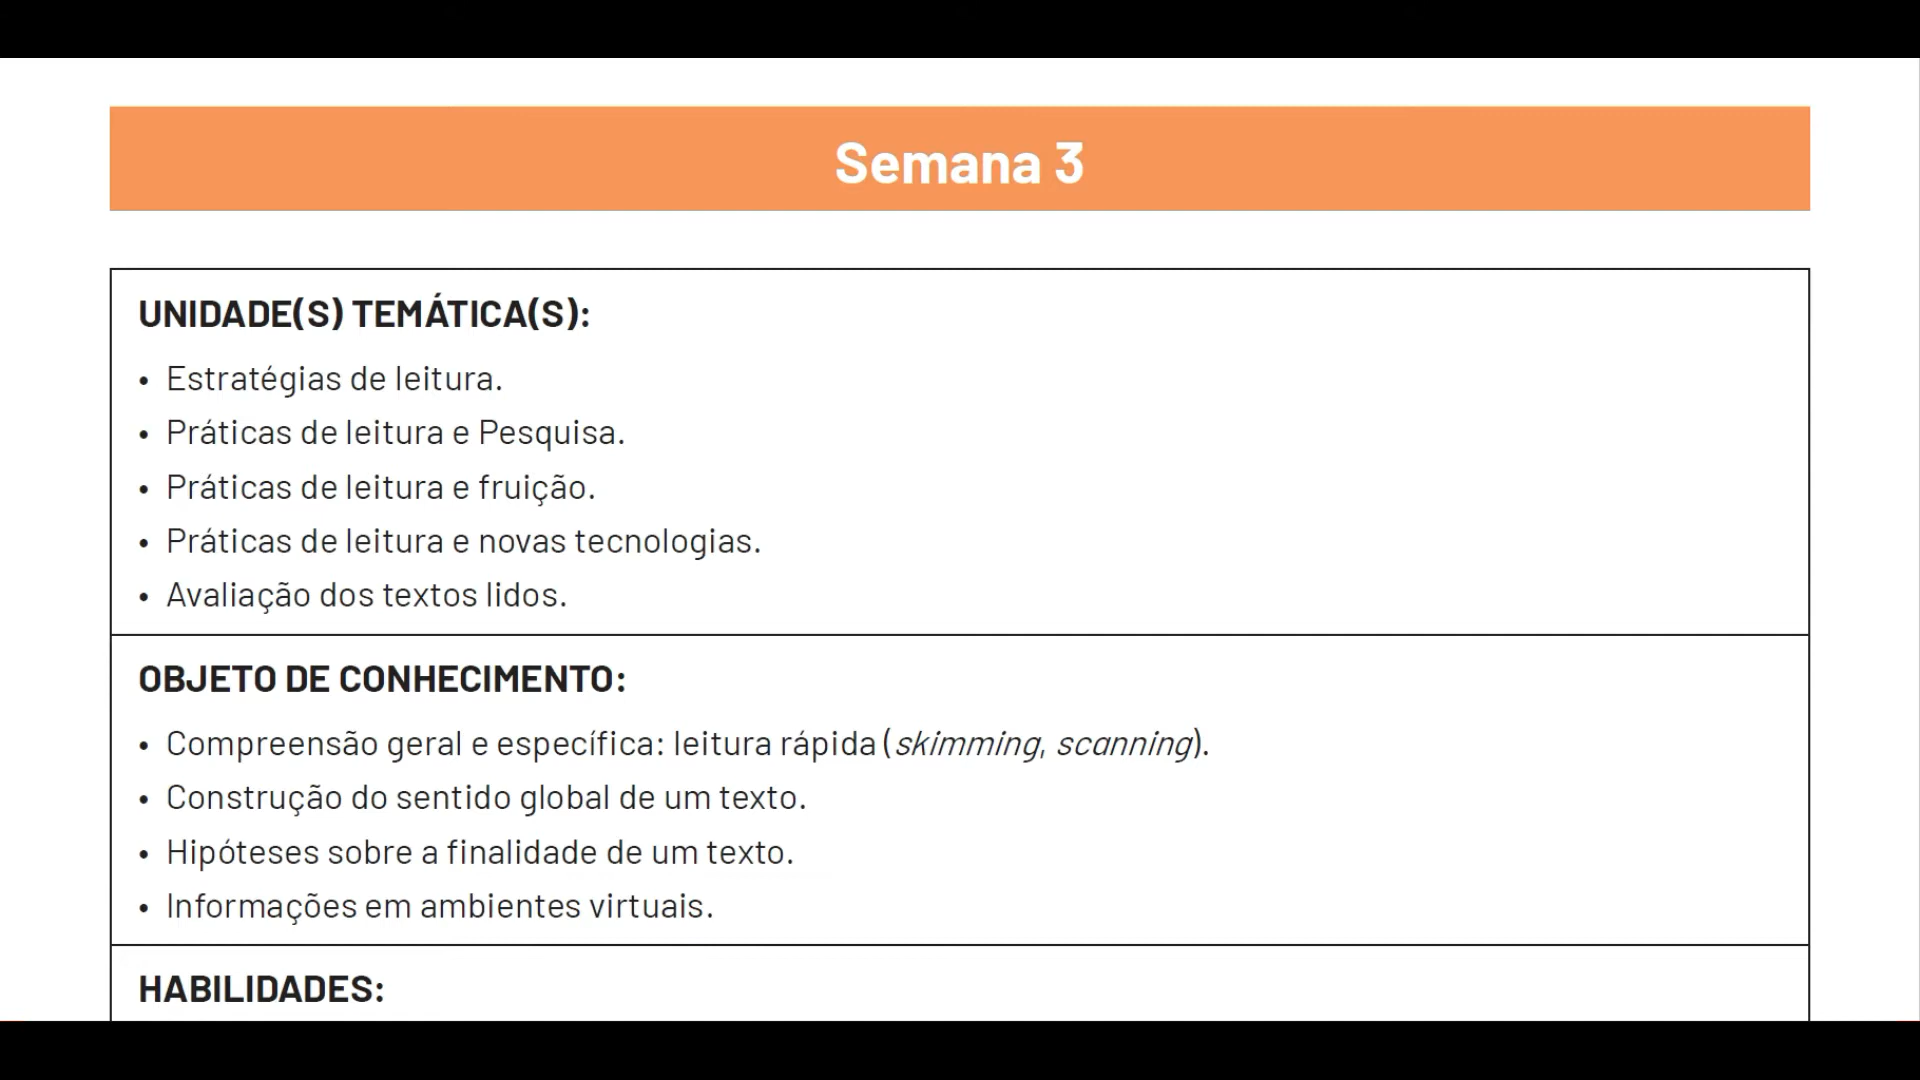 Semana 3
UNIDADE(S) TEMÁTICA(S):
• Estratégias de leitura.
• Práticas de leitura e Pesquisa.
• Práticas de leitura e fruição.
• Práticas de leitura e novas tecnologias.
• Avaliação dos textos lidos.
OBJETO DE CONHECIMENTO:
• Compreensão geral e específica: leitura rápida (skimming, scanning).
• Construção do sentido global de um texto.
• Hipóteses sobre a finalidade de um texto.
• Informações em ambientes virtuais.
HABILIDADES: